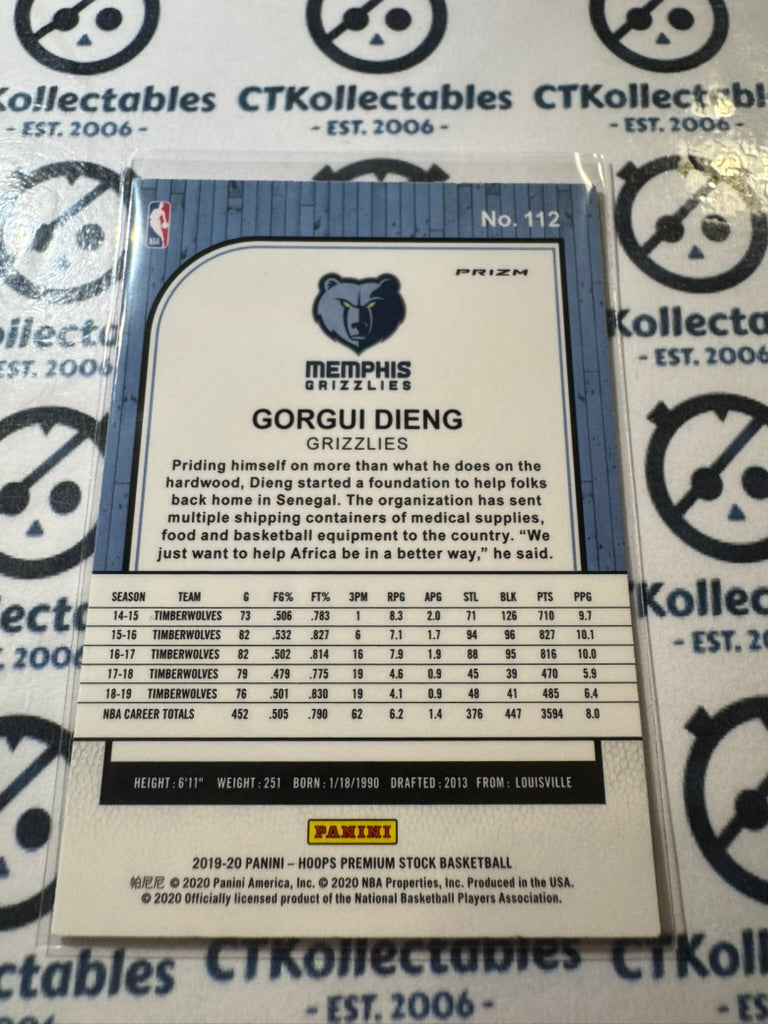 Kollectables CTKollectables CTKollectabl
- EST. 2006 - - EST. 2006 - - EST. 2006 -
No. 112
PRIZM
MEMPHIS
GRIZZLIES
GORGUI DIENG
GRIZZLIES
Priding himself on more than what he does on the
hardwood, Dieng started a foundation to help folks
back home in Senegal. The organization has sent
multiple shipping containers of medical supplies,
food and basketball equipment to the country. “We
just want to help Africa be in a better way,” he said.
SEASON TEAM G FG% FT% 3PM RPG APG STL BLK PTS PPG
14-15 TIMBERWOLVES 73 .506 .783 1 8.3 2.0 71 126 710 9.7
15-16 TIMBERWOLVES 82 .532 .827 6 7.1 1.7 94 96 827 10.1
16-17 TIMBERWOLVES 82 .502 .814 16 7.9 1.9 88 95 816 10.0
17-18 TIMBERWOLVES 79 .479 .775 19 4.6 0.9 45 39 470 5.9
18-19 TIMBERWOLVES 76 .501 .830 19 4.1 0.9 48 41 485 6.4
NBA CAREER TOTALS 452 .505 .790 62 6.2 1.4 376 447 3594 8.0
HEIGHT: 6'11" WEIGHT: 251 BORN: 1/18/1990 DRAFTED: 2013 FROM: LOUISVILLE
PANINI
2019-20 PANINI – HOOPS PREMIUM STOCK BASKETBALL
帕尼尼 © 2020 Panini America, Inc. © 2020 NBA Properties, Inc. Produced in the USA.
© 2020 Officially licensed product of the National Basketball Players Association.
Kollecta
- EST. 2006
Kollec
- EST. 20
ctables CTKollectables CTKollec
- EST. 2006 -